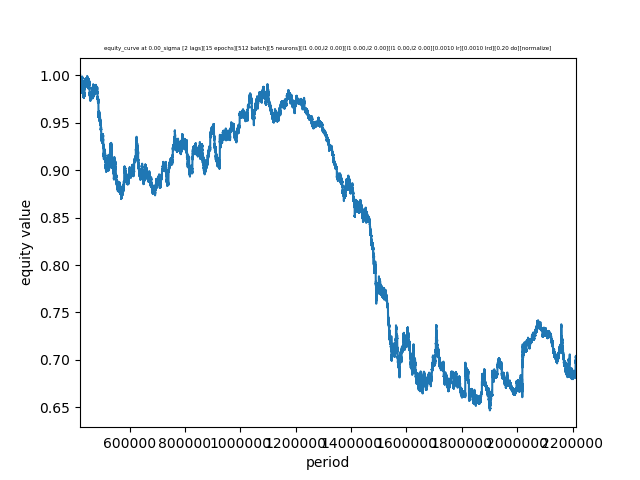 equity_curve at 0.00_sigma [2 lags][15 epochs][512 batch][5 neurons][l1 0.00,l2 0.00][l1 0.00,l2 0.00][l1 0.00,l2 0.00][0.0010 lr][0.0010 lrd][0.20 do][normalize]
1.00
0.95
0.90
0.85
0.80
0.75
0.70
0.65
equity value
600000 800000 1000000 1200000 1400000 1600000 1800000 2000000 2200000
period